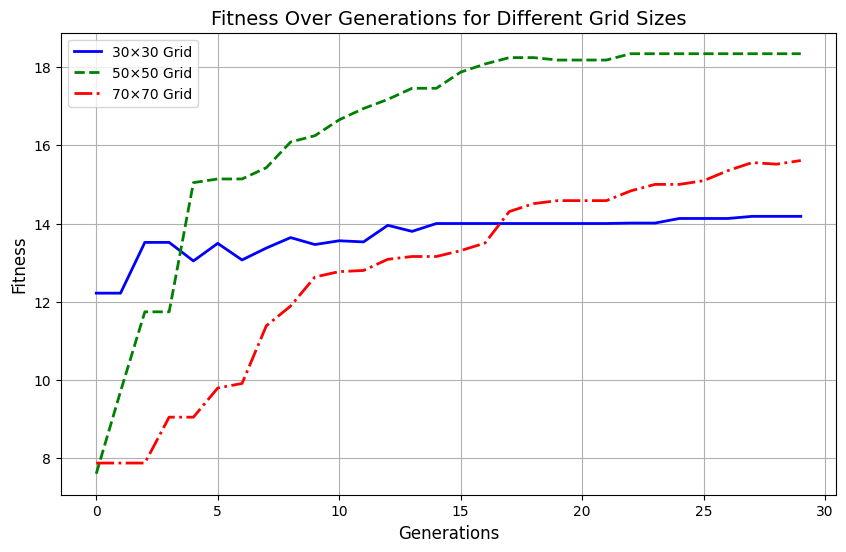 Fitness Over Generations for Different Grid Sizes
30×30 Grid
50×50 Grid
70×70 Grid
18
16
14
12
10
8
Fitness
0 5 10 15 20 25 30
Generations